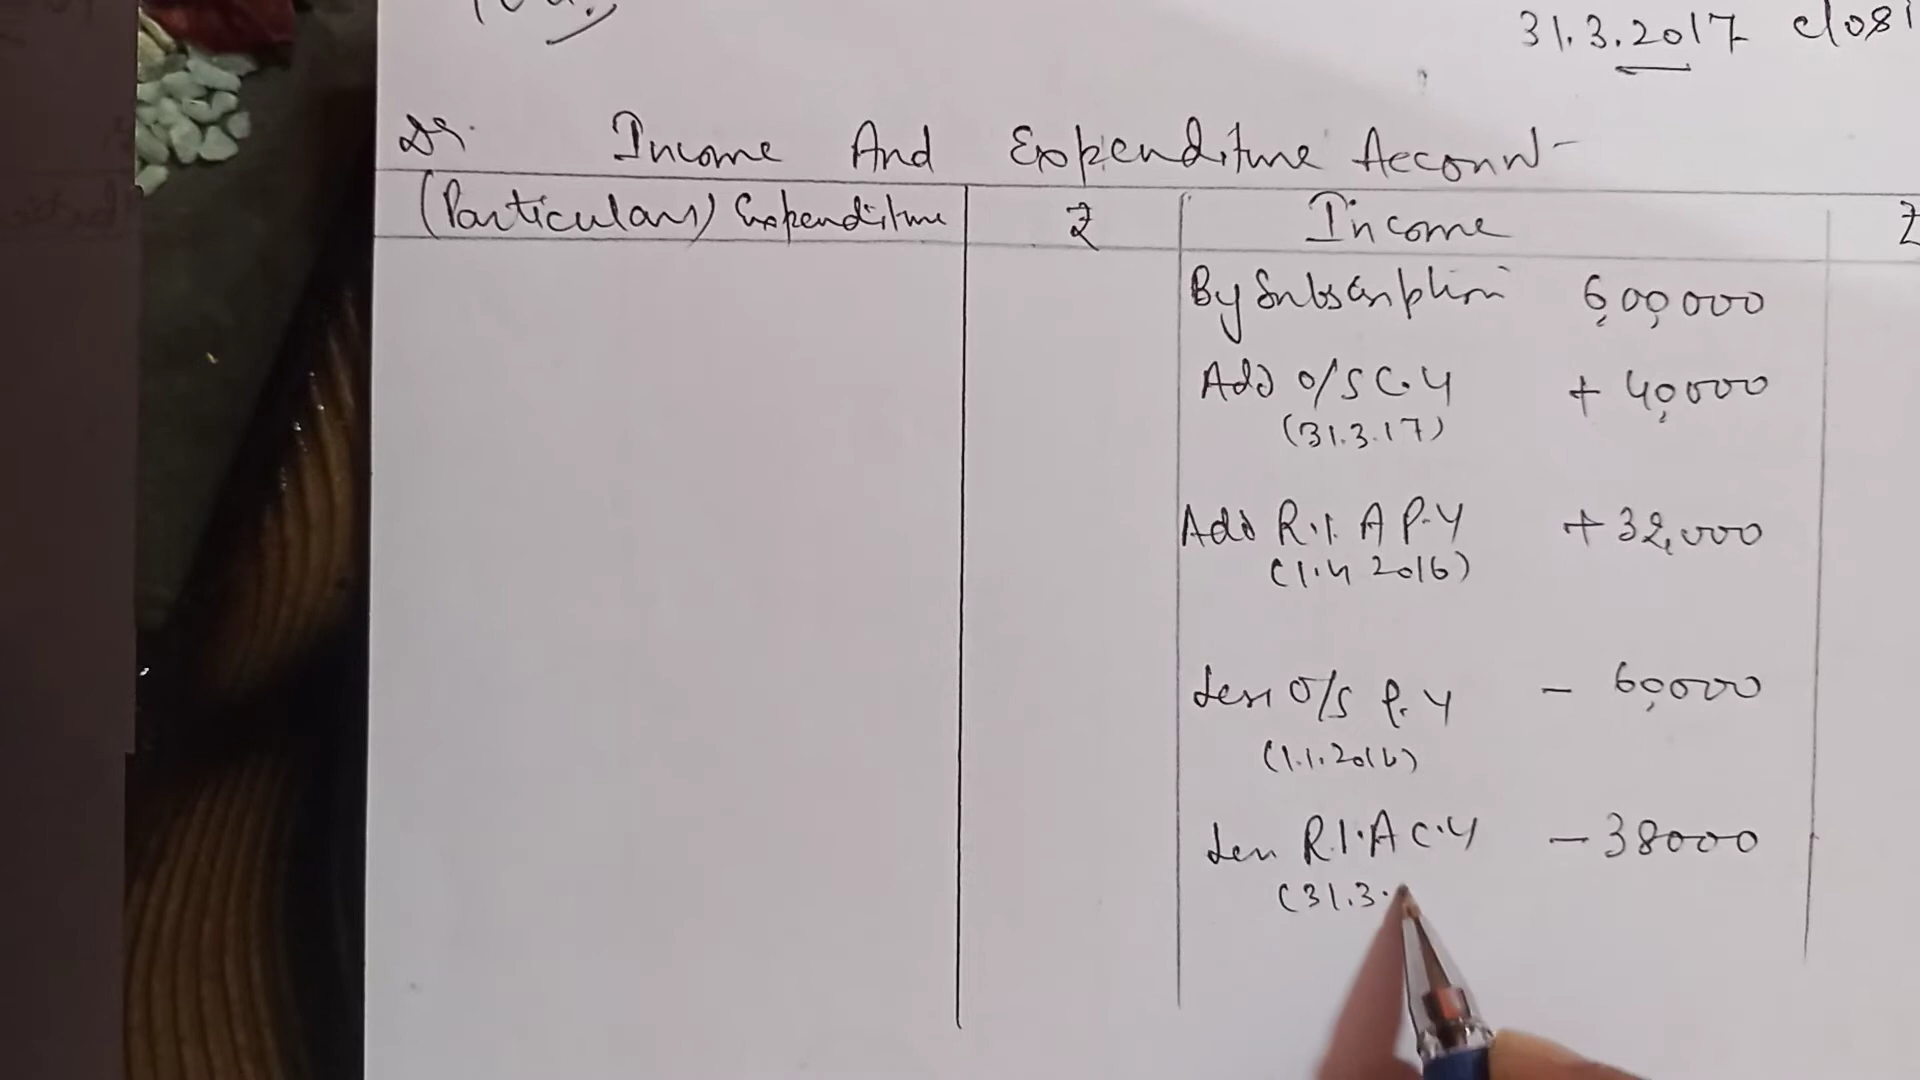 31.3.2017 closi
Dr. Income And Expenditure Account
(Particulars) Expenditure ₹ Income ₹
By Subscription 6,00,000
Add O/S C.Y + 40,000
(31.3.17)
Add R.I. A P.Y + 32,000
(1.4 2016)
Less O/S P.Y - 60,000
(1.1.2016)
Less R.I.A C.Y - 38000
(31.3.